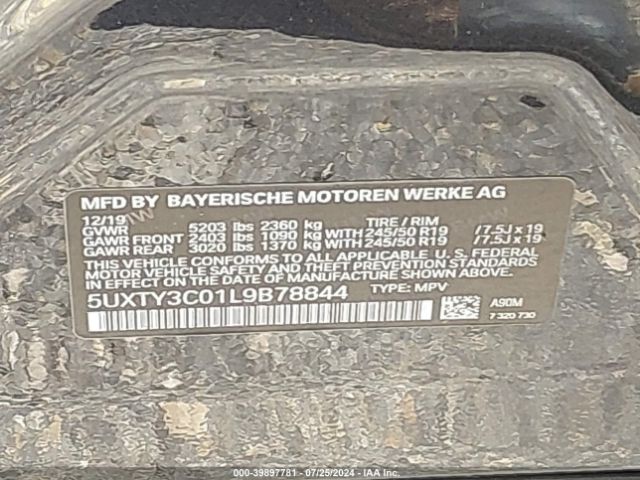 MFD BY BAYERISCHE MOTOREN WERKE AG
12/19
TIRE / RIM
GVWR 5203 lbs 2360 kg
GAWR FRONT 2403 lbs 1090 kg WITH 245/50 R19 /7.5J x 19
GAWR REAR 3020 lbs 1370 kg WITH 245/50 R19 /7.5J x 19
THIS VEHICLE CONFORMS TO ALL APPLICABLE U. S. FEDERAL
MOTOR VEHICLE SAFETY AND THEFT PREVENTION STANDARDS
IN EFFECT ON THE DATE OF MANUFACTURE SHOWN ABOVE.
5UXTY3C01L9B78844 TYPE: MPV
A90M
7 320 730
000-39897781 - 07/25/2024 - IAA Inc.